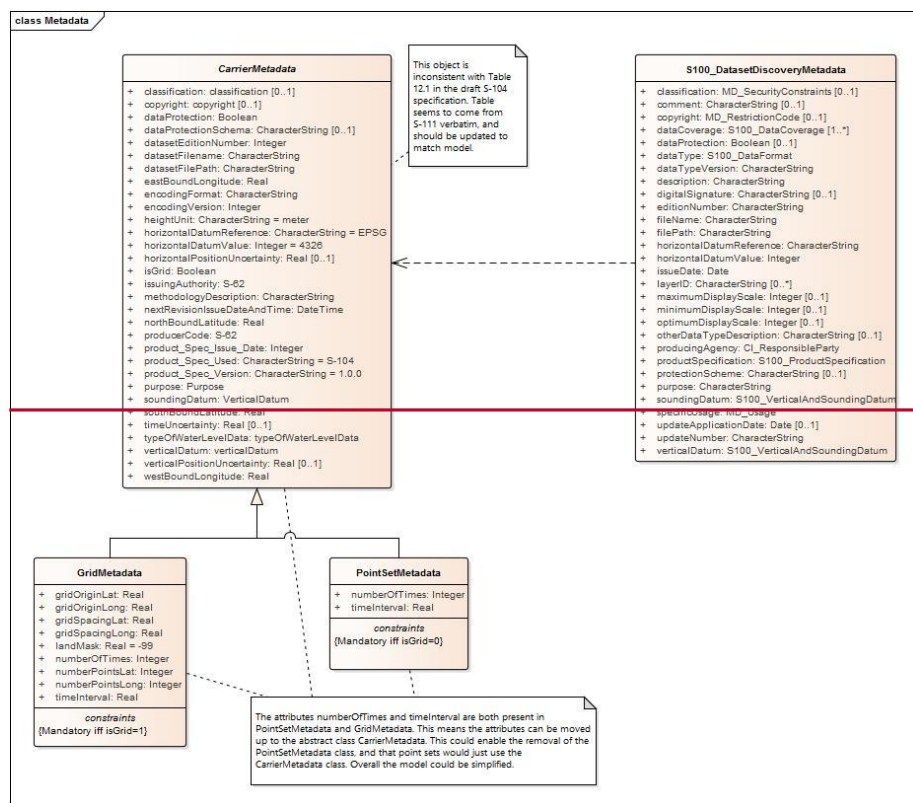 class Metadata
CarrierMetadata
+ classification: classification [0..1]
+ copyright: copyright [0..1]
+ dataProtection: Boolean
+ dataProtectionSchema: CharacterString [0..1]
+ datasetEditionNumber: Integer
+ datasetFilename: CharacterString
+ datasetFilePath: CharacterString
+ eastBoundLongitude: Real
+ encodingFormat: CharacterString
+ encodingVersion: Integer
+ heightUnit: CharacterString = meter
+ horizontalDatumReference: CharacterString = EPSG
+ horizontalDatumValue: Integer = 4326
+ horizontalPositionUncertainty: Real [0..1]
+ isGrid: Boolean
+ issuingAuthority: S-62
+ methodologyDescription: CharacterString
+ nextRevisionIssueDateAndTime: DateTime
+ northBoundLatitude: Real
+ producerCode: S-62
+ product_Spec_Issue_Date: Integer
+ product_Spec_Used: CharacterString = S-104
+ product_Spec_Version: CharacterString = 1.0.0
+ purpose: Purpose
+ soundingDatum: VerticalDatum
+ southBoundLatitude: Real
+ timeUncertainty: Real [0..1]
+ typeOfWaterLevelData: typeOfWaterLevelData
+ verticalDatum: verticalDatum
+ verticalPositionUncertainty: Real [0..1]
+ westBoundLongitude: Real
This object is
inconsistent with Table
12.1 in the draft S-104
specification. Table
seems to come from
S-111 verbatim, and
should be updated to
match model.
S100_DatasetDiscoveryMetadata
+ classification: MD_SecurityConstraints [0..1]
+ comment: CharacterString [0..1]
+ copyright: MD_RestrictionCode [0..1]
+ dataCoverage: S100_DataCoverage [1..*]
+ dataProtection: Boolean [0..1]
+ dataType: S100_DataFormat
+ dataTypeVersion: CharacterString
+ description: CharacterString
+ digitalSignature: CharacterString [0..1]
+ editionNumber: CharacterString
+ fileName: CharacterString
+ filePath: CharacterString
+ horizontalDatumReference: CharacterString
+ horizontalDatumValue: Integer
+ issueDate: Date
+ layerID: CharacterString [0..*]
+ maximumDisplayScale: Integer [0..1]
+ minimumDisplayScale: Integer [0..1]
+ optimumDisplayScale: Integer [0..1]
+ otherDataTypeDescription: CharacterString [0..1]
+ producingAgency: CI_ResponsibleParty
+ productSpecification: S100_ProductSpecification
+ protectionScheme: CharacterString [0..1]
+ purpose: CharacterString
+ soundingDatum: S100_VerticalAndSoundingDatum
+ specificUsage: MD_Usage
+ updateApplicationDate: Date [0..1]
+ updateNumber: CharacterString
+ verticalDatum: S100_VerticalAndSoundingDatum
GridMetadata
+ gridOriginLat: Real
+ gridOriginLong: Real
+ gridSpacingLat: Real
+ gridSpacingLong: Real
+ landMask: Real = -99
+ numberOfTimes: Integer
+ numberPointsLat: Integer
+ numberPointsLong: Integer
+ timeInterval: Real
constraints
{Mandatory iff isGrid=1}
PointSetMetadata
+ numberOfTimes: Integer
+ timeInterval: Real
constraints
{Mandatory iff isGrid=0}
The attributes numberOfTimes and timeInterval are both present in
PointSetMetadata and GridMetadata. This means the attributes can be moved
up to the abstract class CarrierMetadata. This could enable the removal of the
PointSetMetadata class, and that point sets would just use the
CarrierMetadata class. Overall the model could be simplified.